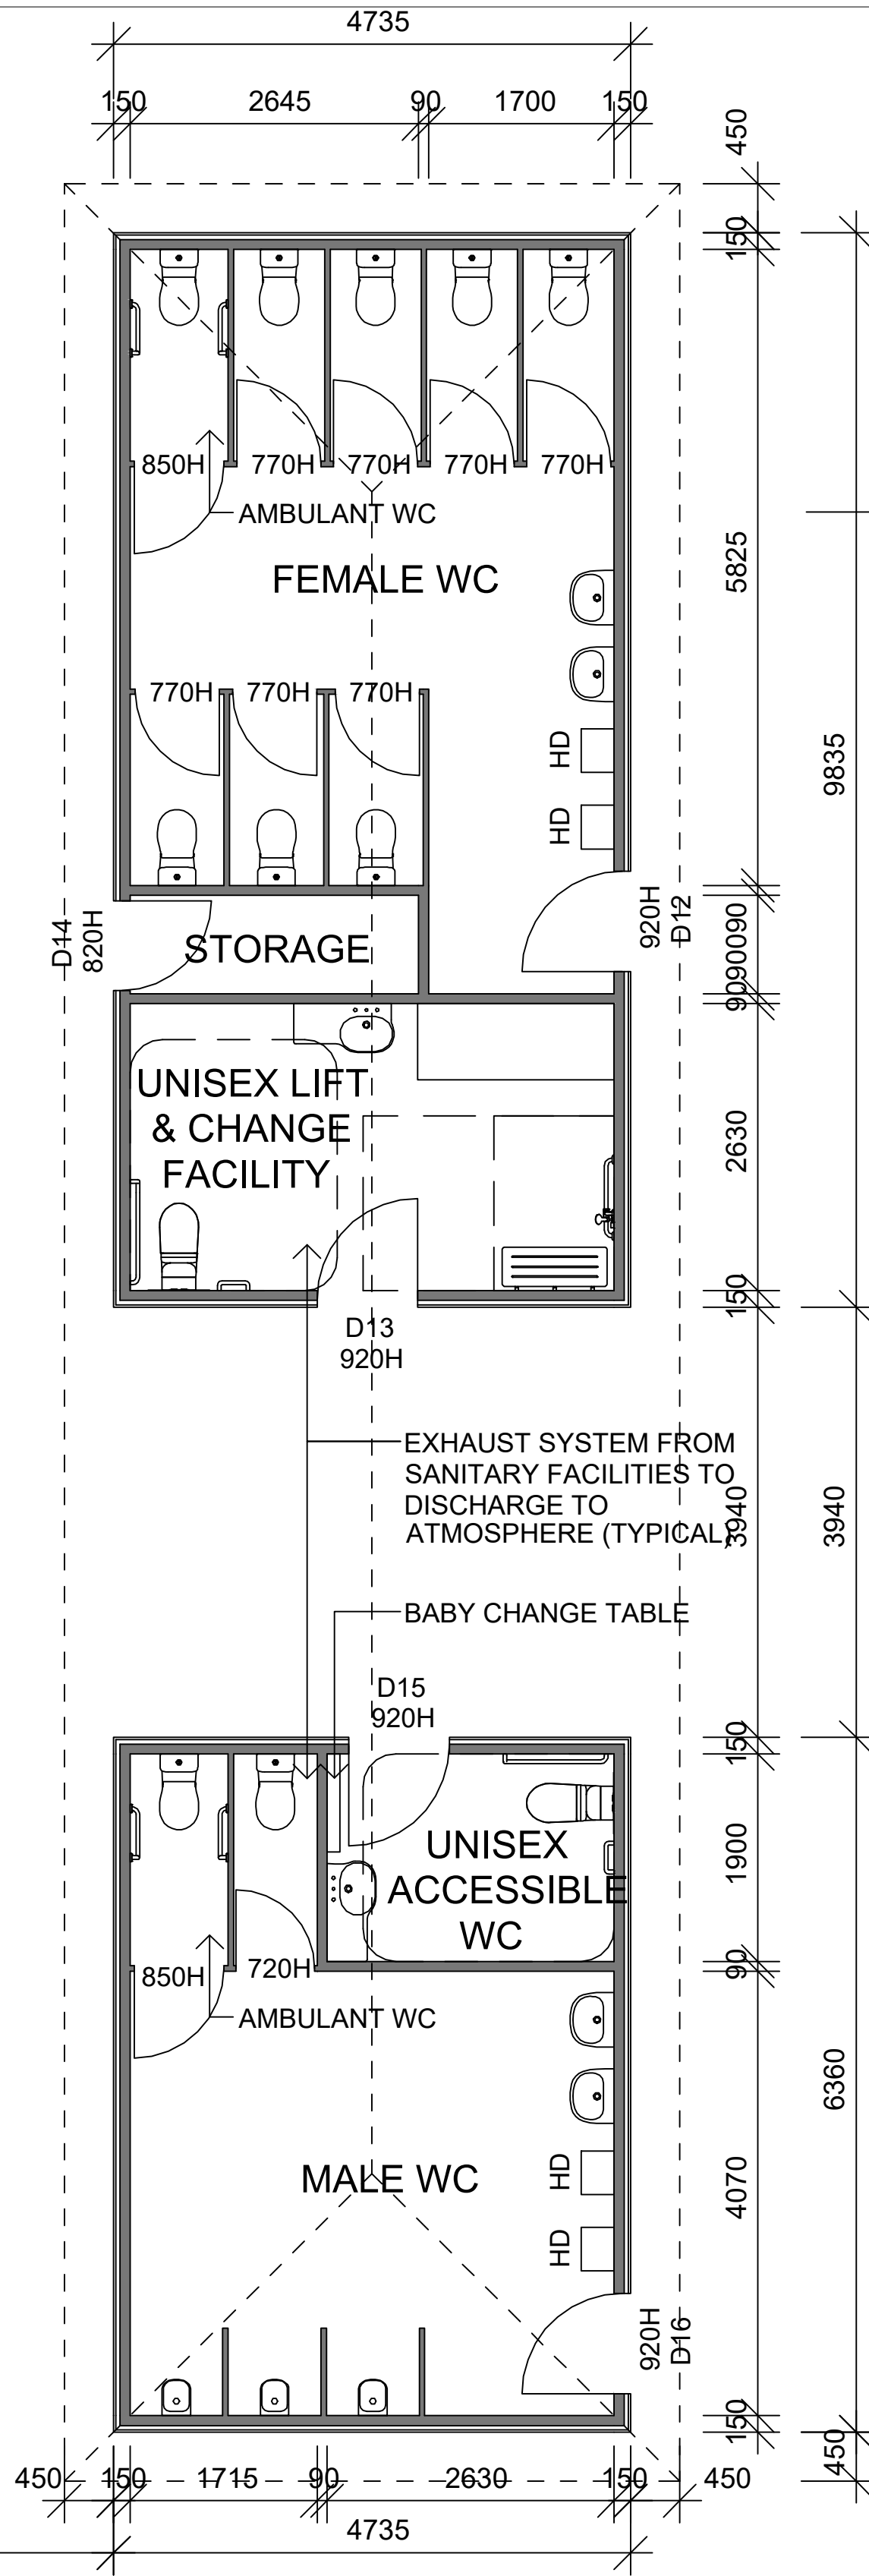 4735
150 2645 90 1700 150
450
150
850H 770H 770H 770H 770H
AMBULANT WC
FEMALE WC
5825
770H 770H 770H
HD
9835
HD
D14
820H
STORAGE
920H
D12
90
900
90
UNISEX LIFT
& CHANGE
FACILITY
2630
150
D13
920H
EXHAUST SYSTEM FROM
SANITARY FACILITIES TO
DISCHARGE TO
ATMOSPHERE (TYPICAL)
3940
3940
BABY CHANGE TABLE
D15
920H
150
UNISEX
ACCESSIBLE
WC
1900
850H 720H
90
AMBULANT WC
6360
MALE WC
HD
4070
HD
920H
D16
150
450
450 150 1715 90 2630 150 450
4735